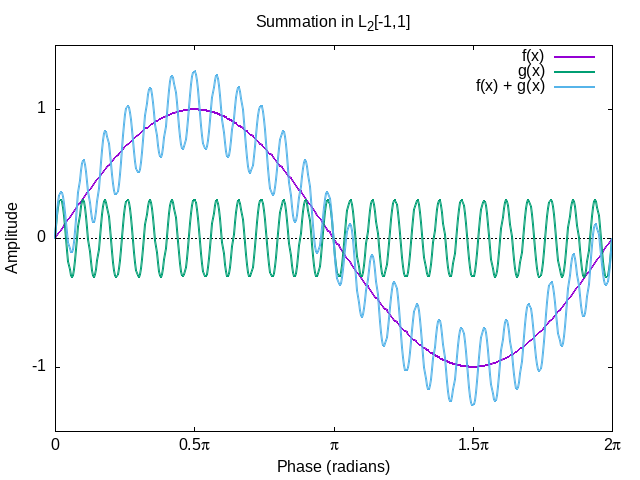 Summation in L₂[-1,1]
f(x)
g(x)
f(x) + g(x)
1
0
-1
Amplitude
0 0.5π π 1.5π 2π
Phase (radians)